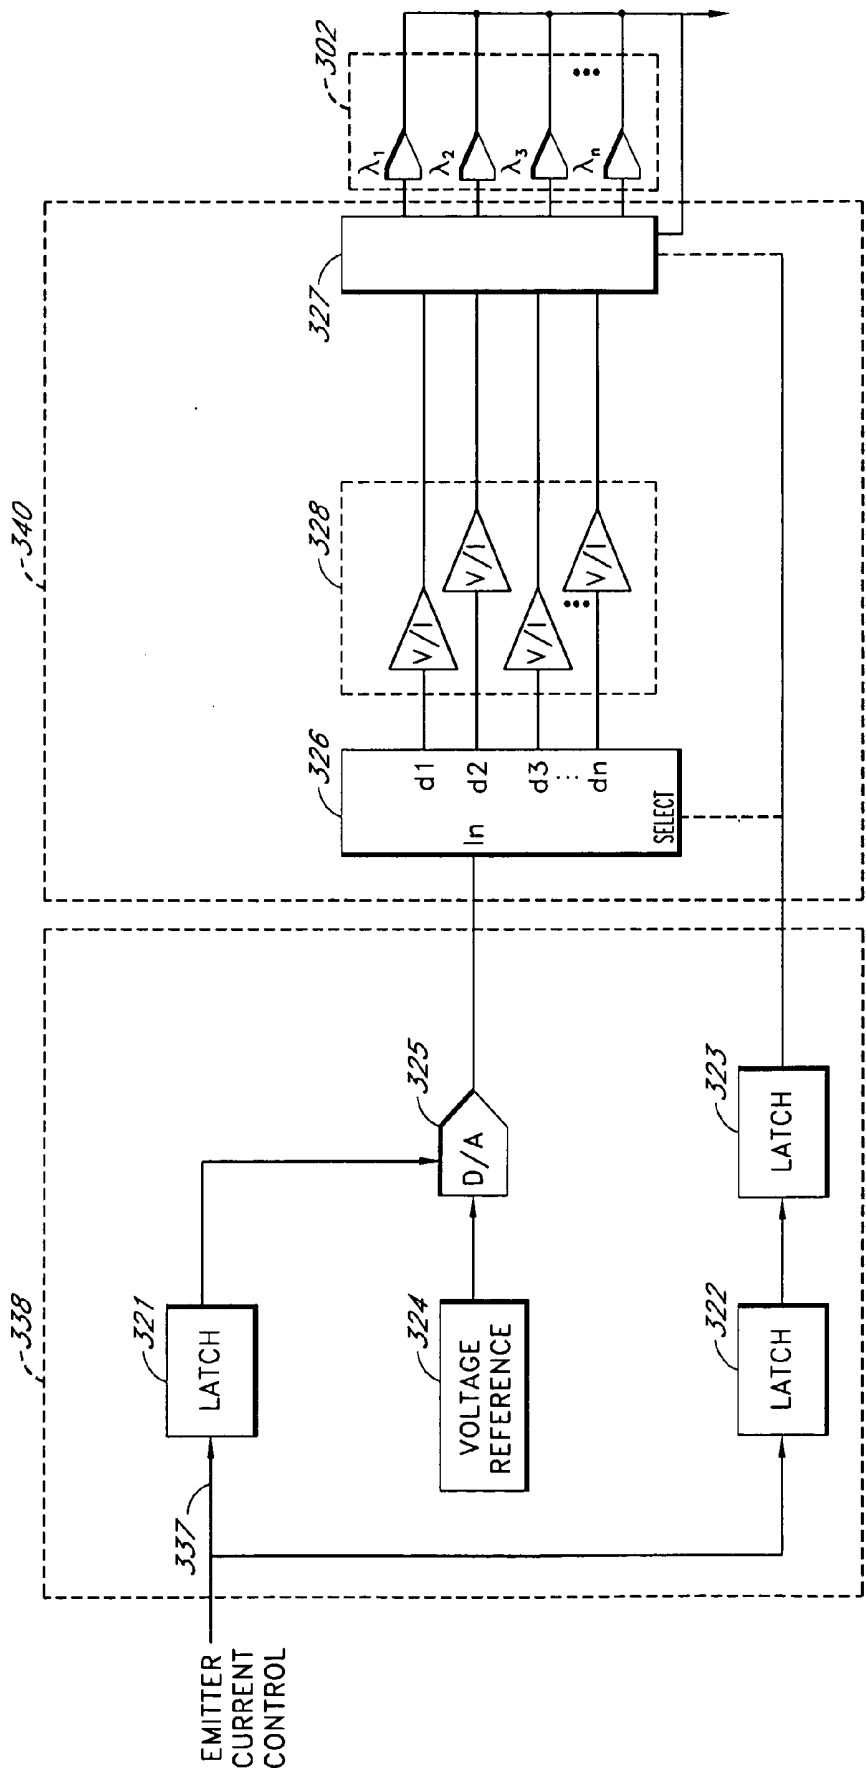 EMITTER
CURRENT
CONTROL
337
338
321
LATCH
324
VOLTAGE
REFERENCE
325
D/A
322
LATCH
323
LATCH
340
326
In
d1
d2
d3
...
dn
SELECT
328
V/I
V/I
V/I
...
V/I
327
302
λ1
λ2
λ3
λn
...